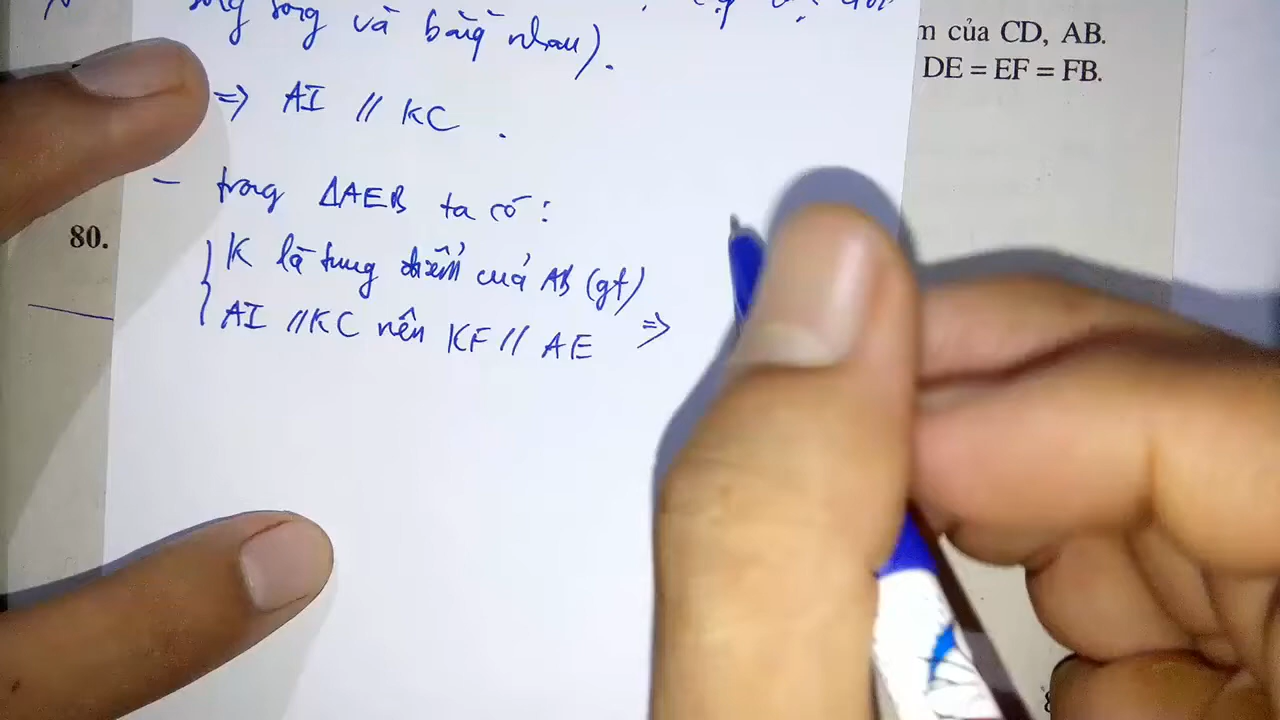 song song và bằng nhau).
=> AI // KC .
- trong ΔAEB ta có:
K là trung điểm của AB (gt)
AI // KC nên KF // AE =>
m của CD, AB.
DE = EF = FB.
80.